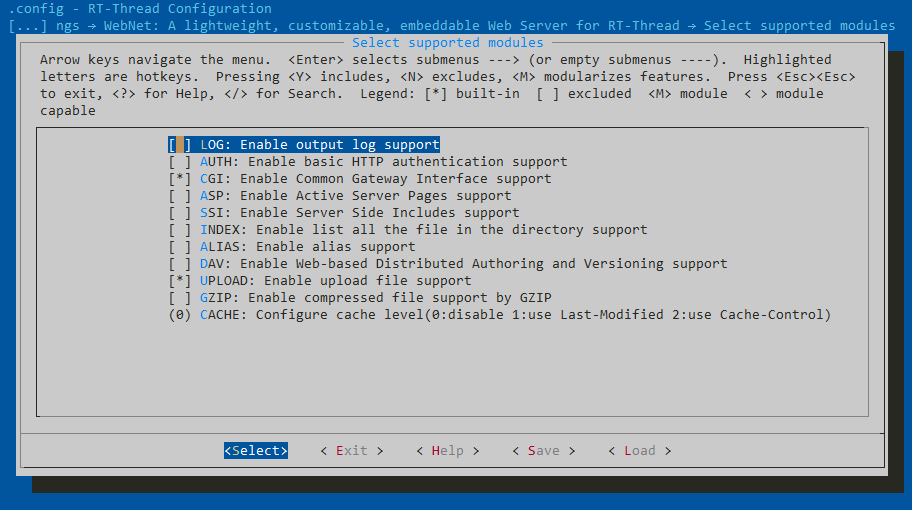 .config - RT-Thread Configuration
[...] ngs → WebNet: A lightweight, customizable, embeddable Web Server for RT-Thread → Select supported modules
Select supported modules
Arrow keys navigate the menu.  <Enter> selects submenus ---> (or empty submenus ----).  Highlighted
letters are hotkeys.  Pressing <Y> includes, <N> excludes, <M> modularizes features.  Press <Esc><Esc>
to exit, <?> for Help, </> for Search.  Legend: [*] built-in  [ ] excluded  <M> module  < > module
capable
[ ] LOG: Enable output log support
[ ] AUTH: Enable basic HTTP authentication support
[*] CGI: Enable Common Gateway Interface support
[ ] ASP: Enable Active Server Pages support
[ ] SSI: Enable Server Side Includes support
[ ] INDEX: Enable list all the file in the directory support
[ ] ALIAS: Enable alias support
[ ] DAV: Enable Web-based Distributed Authoring and Versioning support
[*] UPLOAD: Enable upload file support
[ ] GZIP: Enable compressed file support by GZIP
(0) CACHE: Configure cache level(0:disable 1:use Last-Modified 2:use Cache-Control)
<Select>    < Exit >    < Help >    < Save >    < Load >